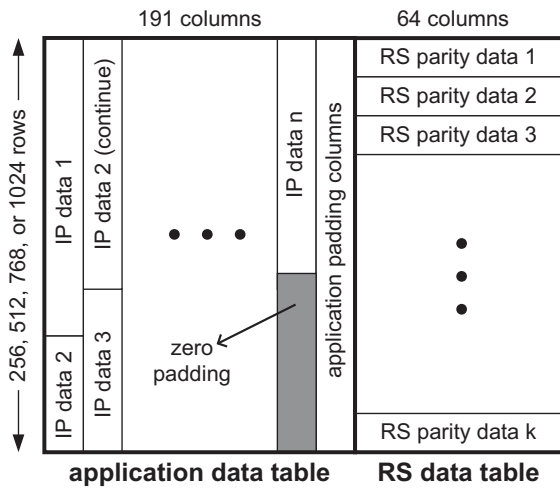 191 columns
64 columns
256, 512, 768, or 1024 rows
IP data 1
IP data 2
IP data 2 (continue)
IP data 3
zero
padding
IP data n
application padding columns
RS parity data 1
RS parity data 2
RS parity data 3
RS parity data k
application data table
RS data table